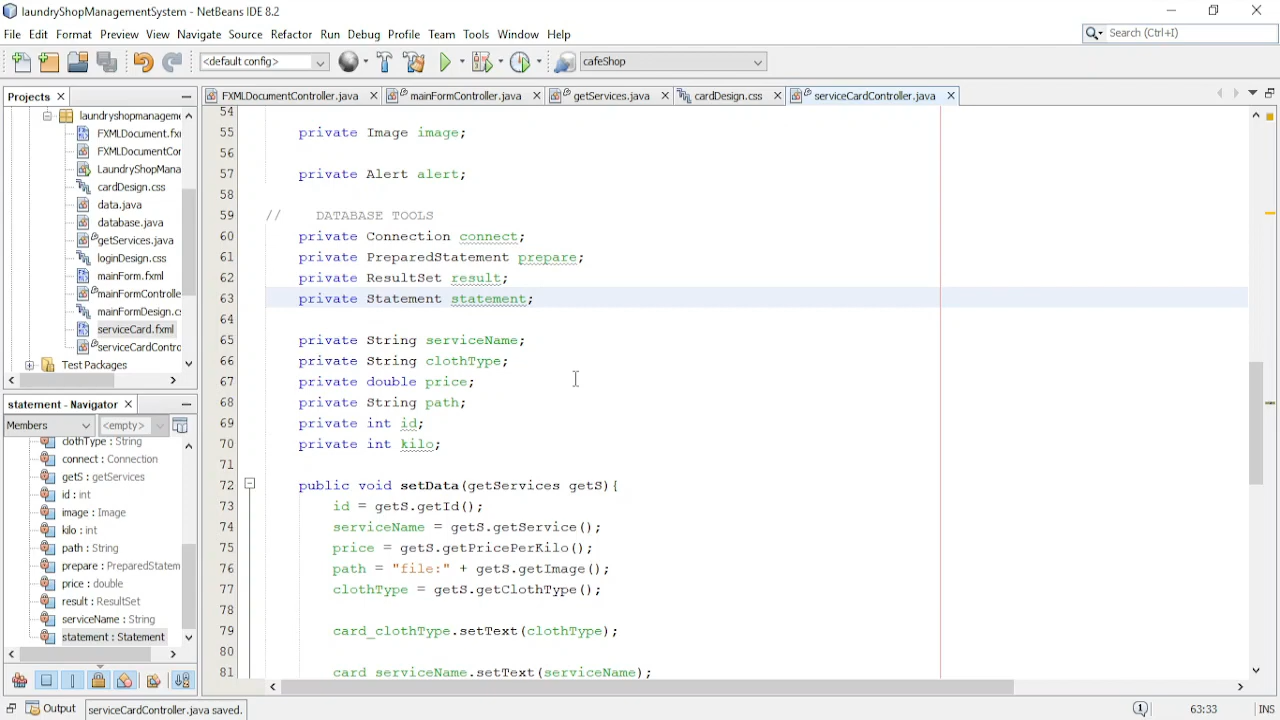 laundryShopManagementSystem - NetBeans IDE 8.2
File Edit Format Preview View Navigate Source Refactor Run Debug Profile Team Tools Window Help
Search (Ctrl+I)
<default config>
cafeShop
Projects
FXMLDocumentController.java
mainFormController.java
getServices.java
cardDesign.css
serviceCardController.java
laundryshopmanageme
FXMLDocument.fx
FXMLDocumentCor
LaundryShopMana
cardDesign.css
data.java
database.java
getServices.java
loginDesign.css
mainForm.fxml
mainFormControlle
mainFormDesign.c
serviceCard.fxml
serviceCardContro
Test Packages
statement - Navigator
Members
<empty>
clothType : String
connect : Connection
getS : getServices
id : int
image : Image
kilo : int
path : String
prepare : PreparedStatem
price : double
result : ResultSet
serviceName : String
statement : Statement
54
55 private Image image;
56
57 private Alert alert;
58
59 // DATABASE TOOLS
60 private Connection connect;
61 private PreparedStatement prepare;
62 private ResultSet result;
63 private Statement statement;
64
65 private String serviceName;
66 private String clothType;
67 private double price;
68 private String path;
69 private int id;
70 private int kilo;
71
72 public void setData(getServices getS){
73 id = getS.getId();
74 serviceName = getS.getService();
75 price = getS.getPricePerKilo();
76 path = "file:" + getS.getImage();
77 clothType = getS.getClothType();
78
79 card_clothType.setText(clothType);
80
81 card_serviceName.setText(serviceName);
Output
serviceCardController.java saved.
63:33
INS